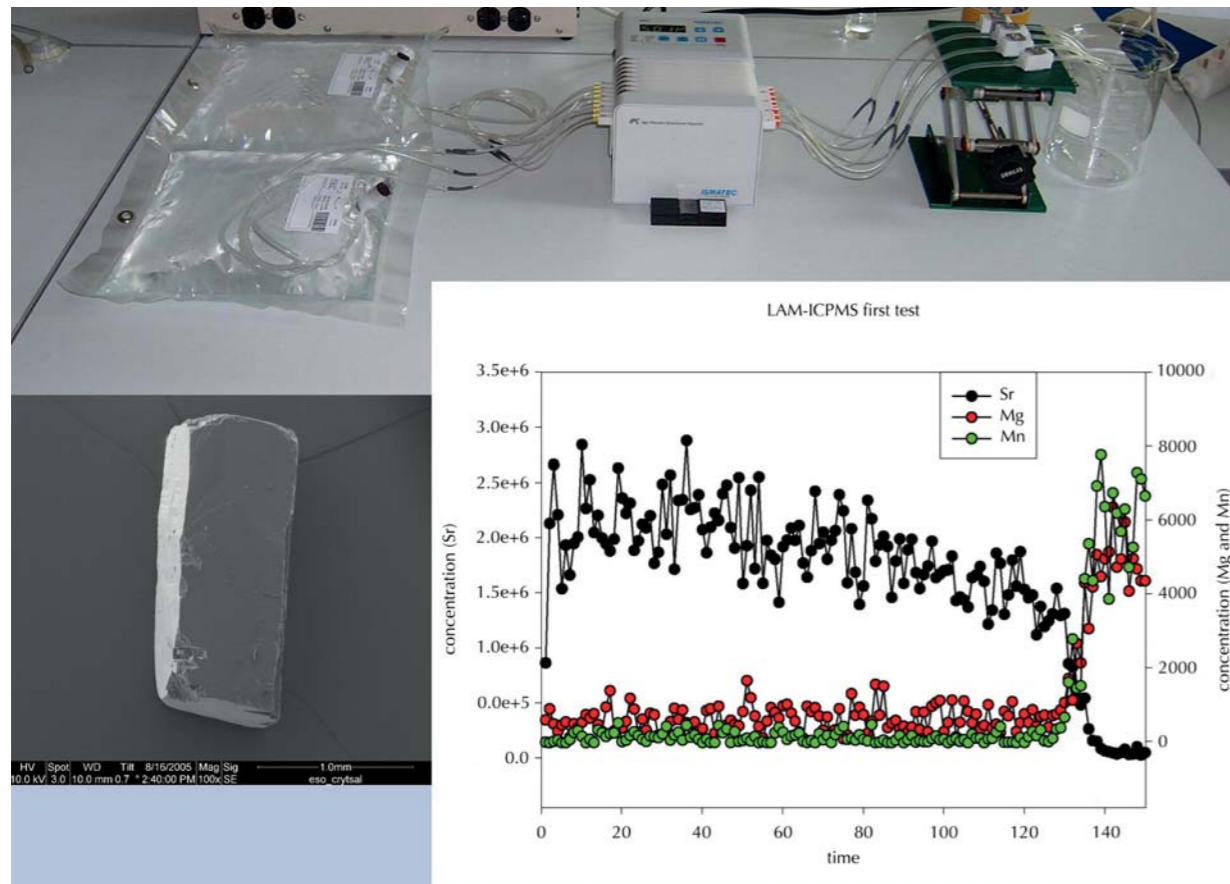 ISMATEC
IPC
ISMATEC
LAM-ICPMS first test
3.5e+6
3.0e+6
2.5e+6
2.0e+6
1.5e+6
1.0e+6
0.0e+5
0.0
concentration (Sr)
Sr
Mg
Mn
10000
8000
6000
4000
2000
0
concentration (Mg and Mn)
0 20 40 60 80 100 120 140
time
HV Spot WD Tilt 8/16/2005 Mag Sig 1.0mm
10.0 kV 3.0 10.0 mm 0.7 ° 2:40:00 PM 100x SE eso_crytsal